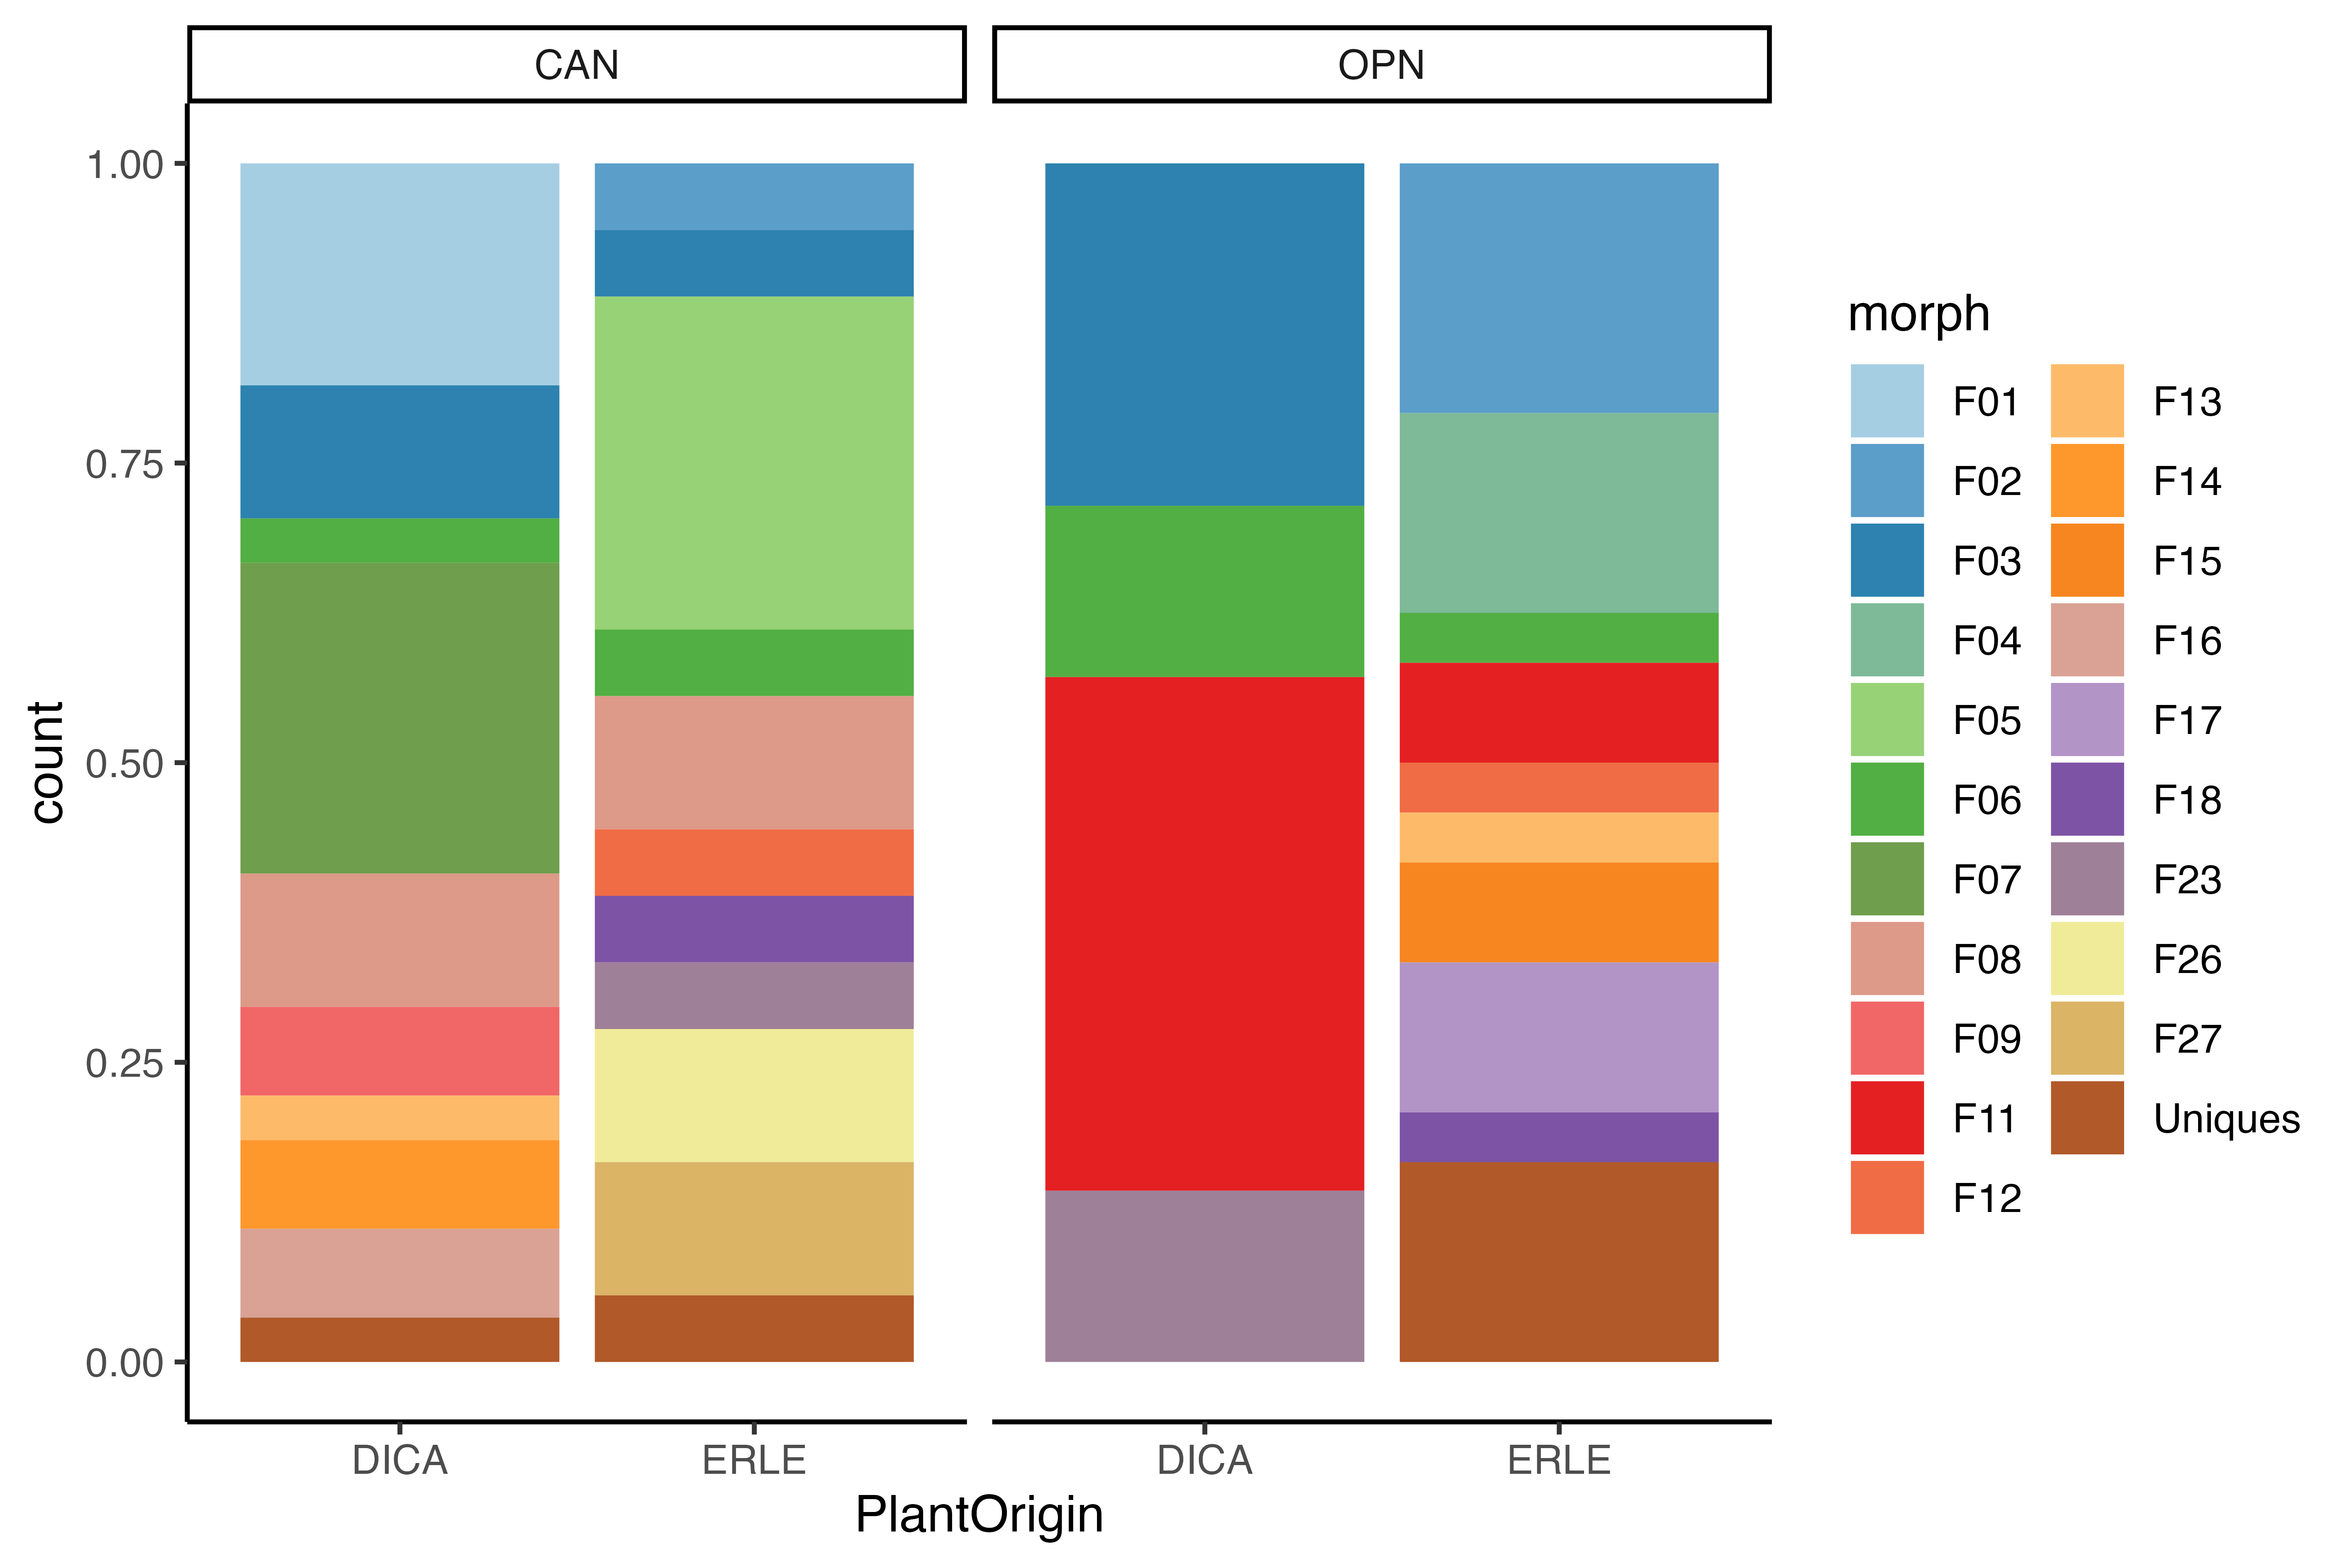 CAN
OPN
1.00
0.75
0.50
0.25
0.00
count
DICA
ERLE
DICA
ERLE
PlantOrigin
morph
F01
F02
F03
F04
F05
F06
F07
F08
F09
F11
F12
F13
F14
F15
F16
F17
F18
F23
F26
F27
Uniques